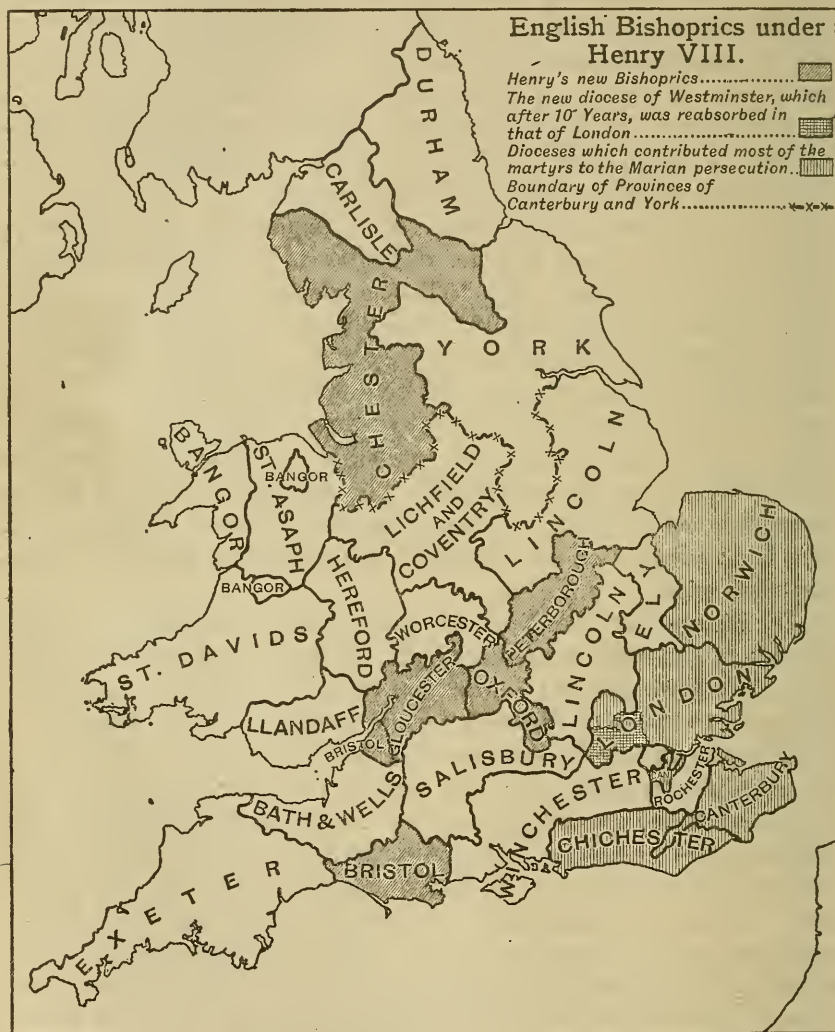 English Bishoprics under
Henry VIII.
Henry's new Bishoprics..............
The new diocese of Westminster, which
after 10 Years, was reabsorbed in
that of London......................
Dioceses which contributed most of the
martyrs to the Marian persecution..
Boundary of Provinces of
Canterbury and York................-x-x-
DURHAM
CARLISLE
CHESTER
YORK
BANGOR
ST. ASAPH
BANGOR
LICHFIELD
AND
COVENTRY
LINCOLN
BANGOR
HEREFORD
WORCESTER
PETERBOROUGH
LINCOLN
ELY
NORWICH
ST. DAVIDS
LLANDAFF
BRISTOL
GLOUCESTER
OXFORD
LONDON
BATH & WELLS
SALISBURY
WINCHESTER
CAN
ROCHESTER
CANTERBURY
CHICHESTER
BRISTOL
EXETER